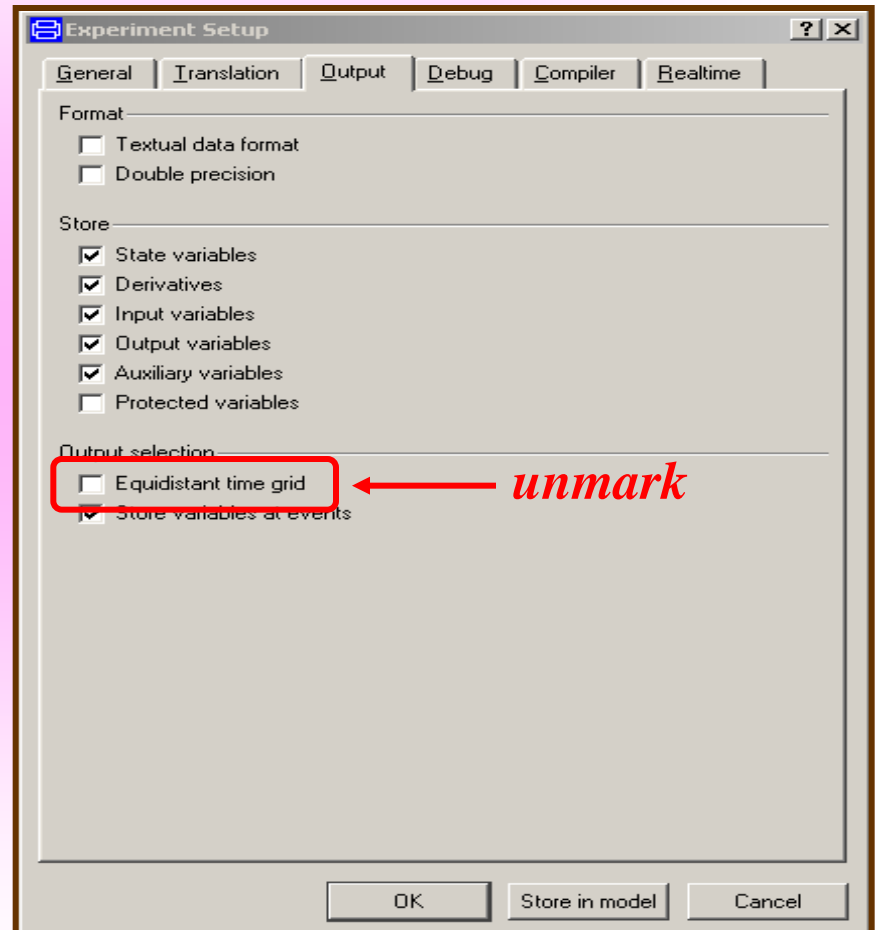 Experiment Setup
General Translation Output Debug Compiler Realtime
Format
Textual data format
Double precision
Store
State variables
Derivatives
Input variables
Output variables
Auxiliary variables
Protected variables
Output selection
Equidistant time grid unmark
Store variables at events
OK Store in model Cancel